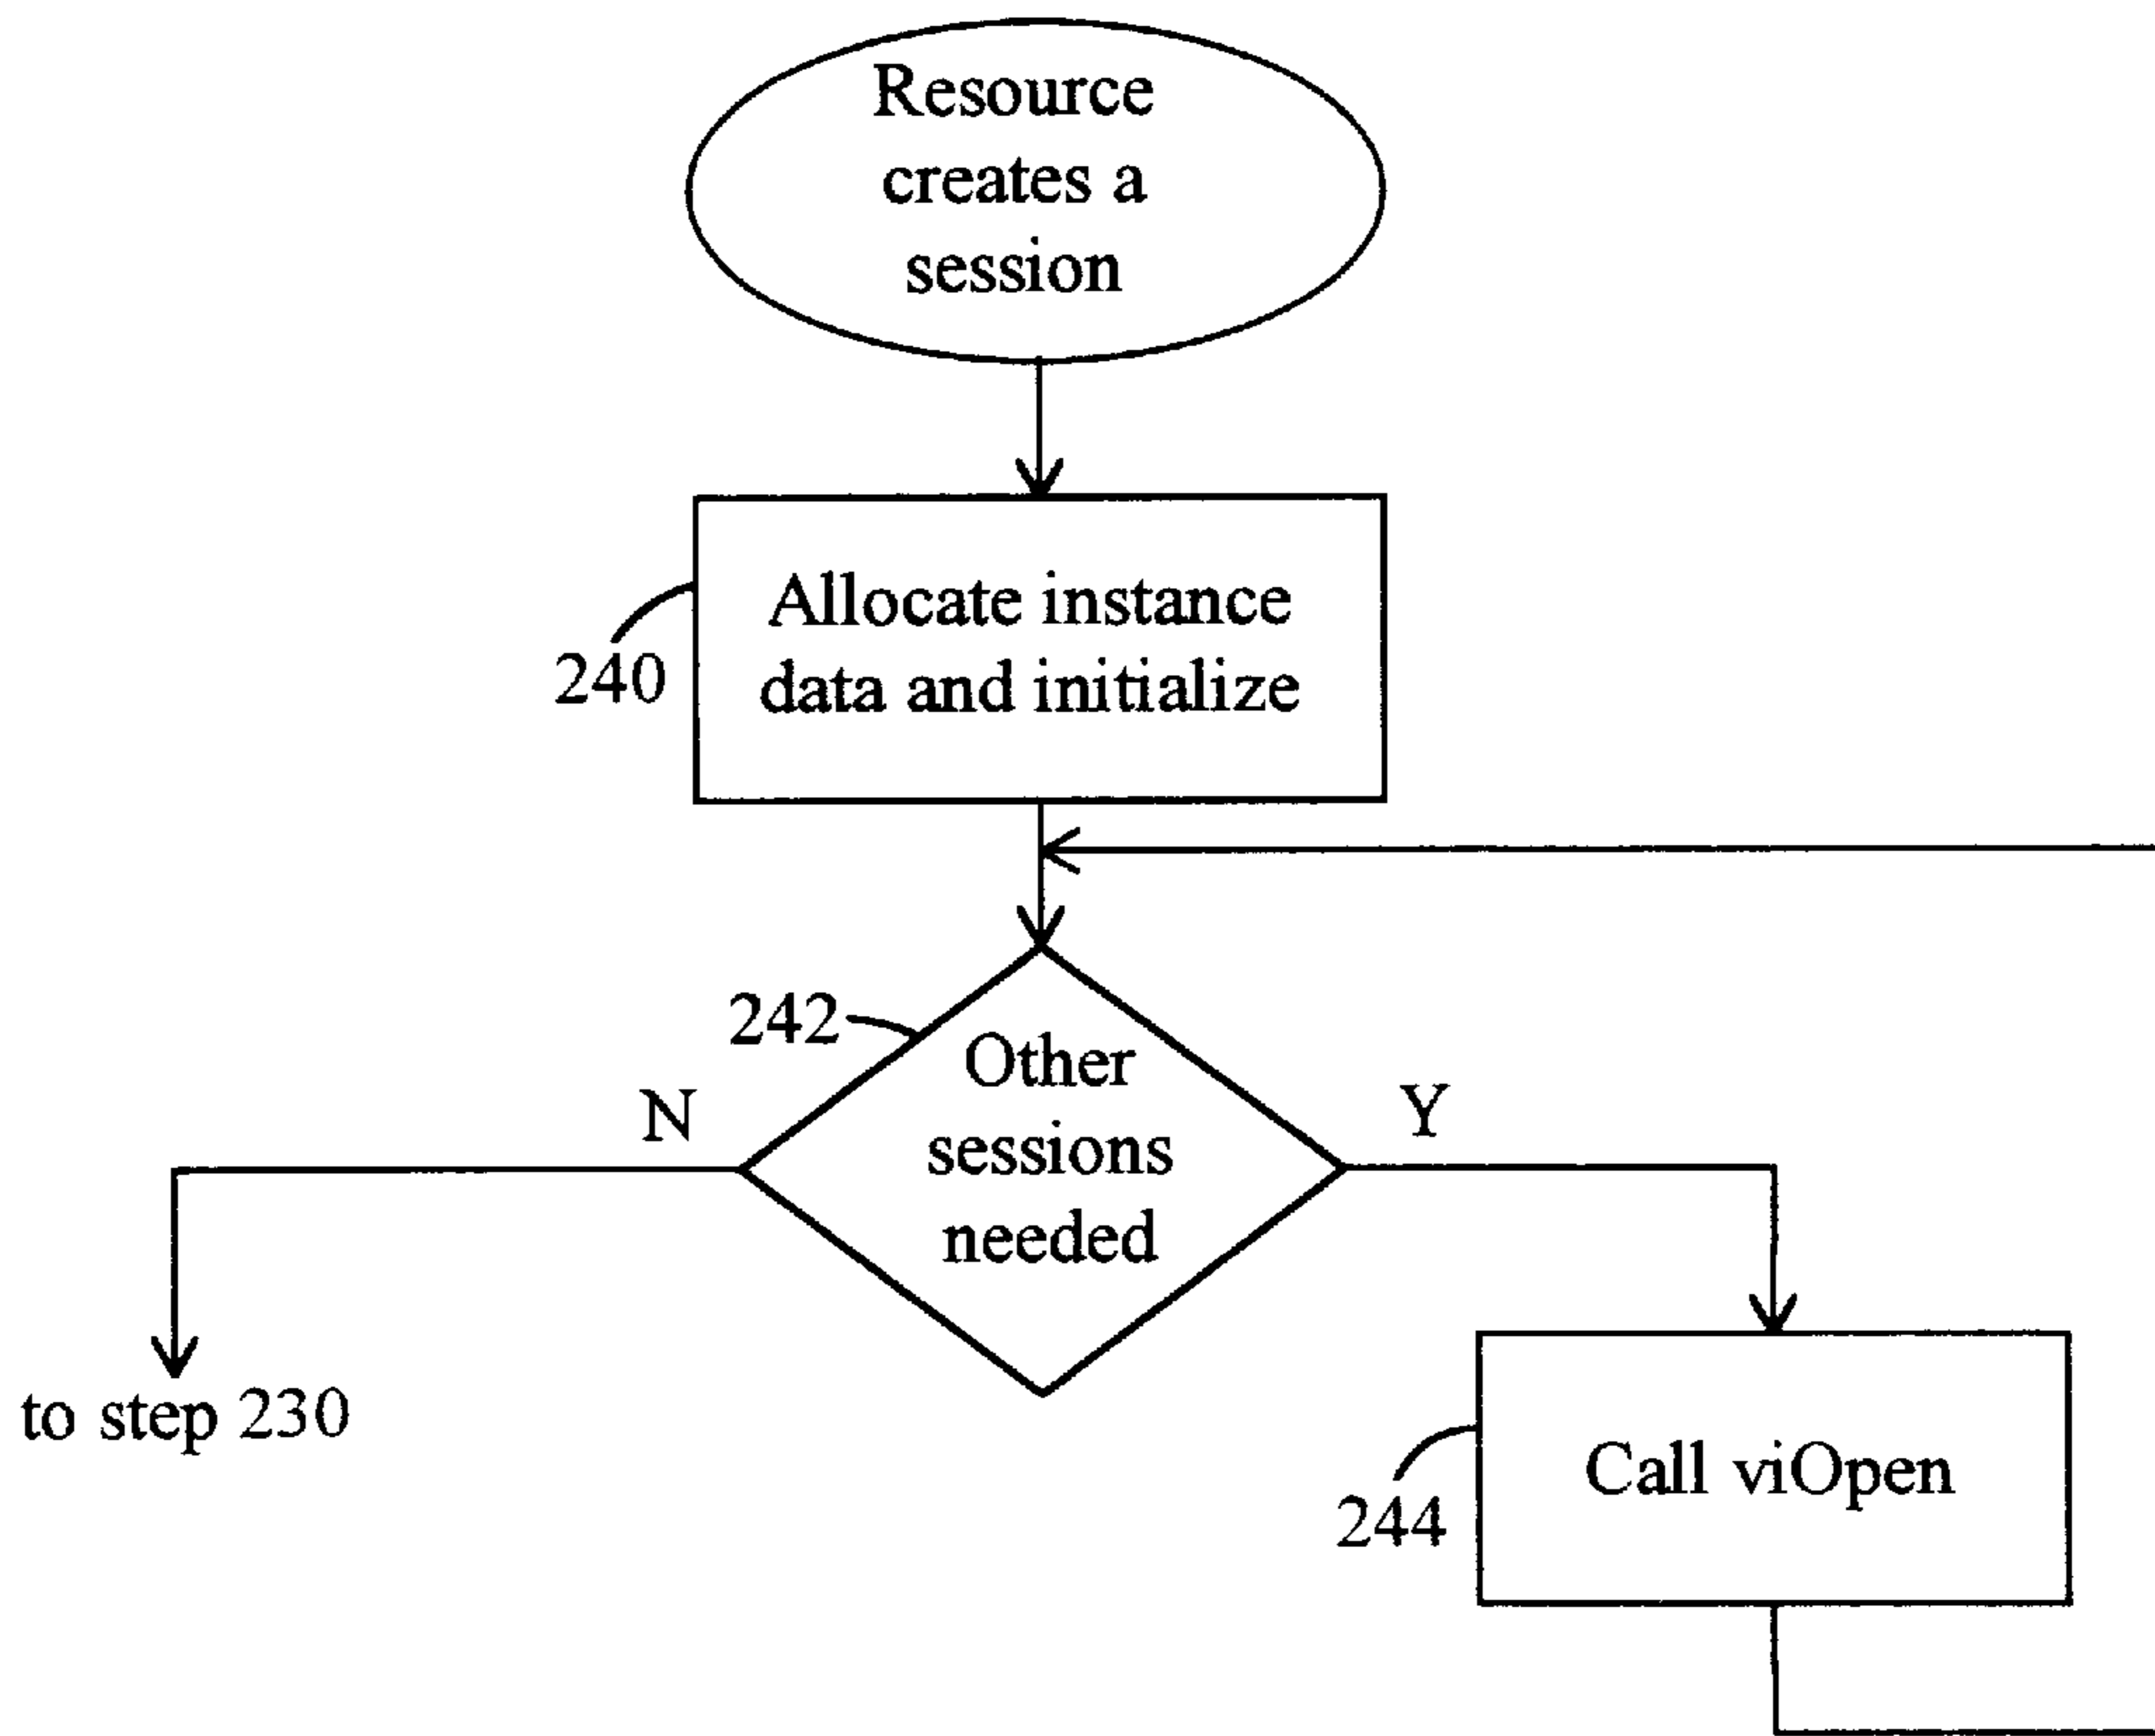 Resource
creates a
session
Allocate instance
data and initialize
240
242
Other
sessions
needed
N
Y
to step 230
Call viOpen
244